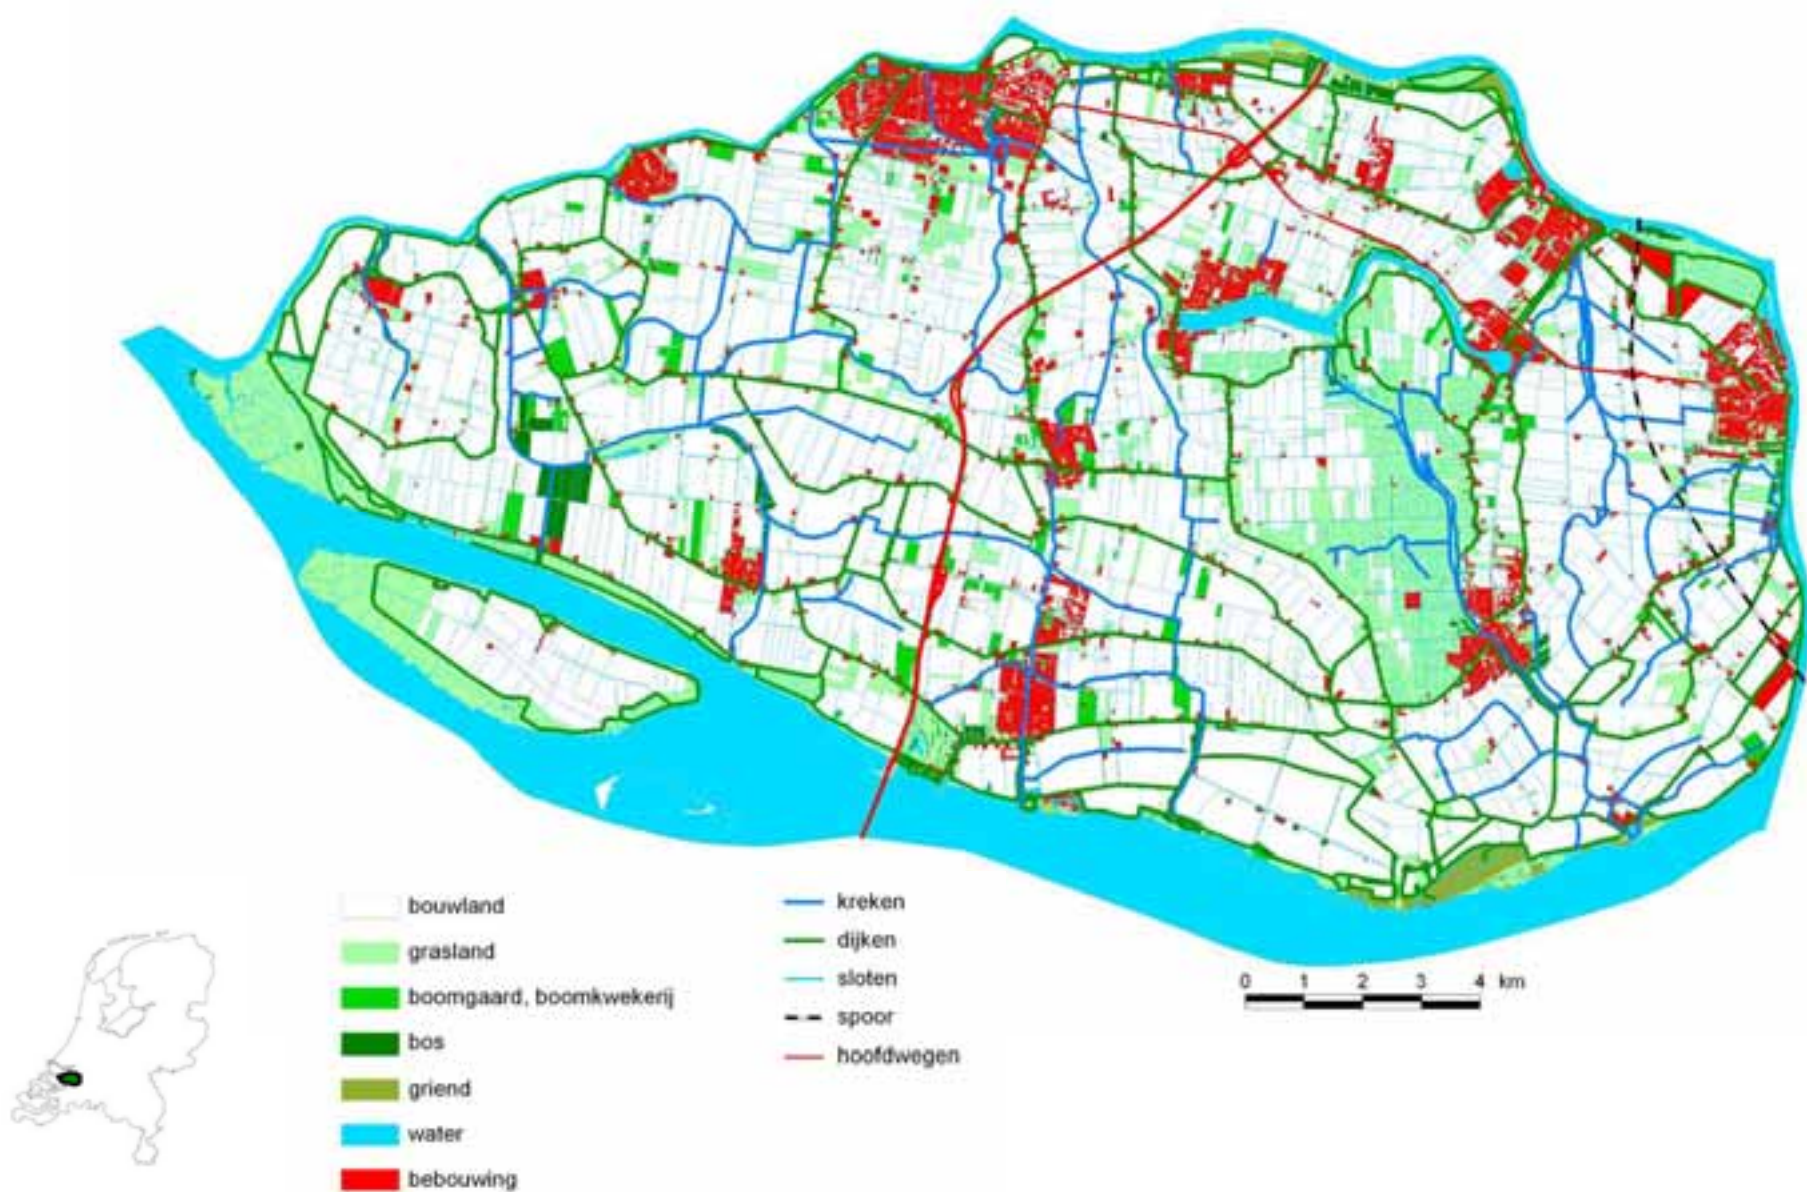 bouwland
grasland
boomgaard, boomkwekerij
bos
griend
water
bebouwing
kreken
dijken
sloten
spoor
hoofdwegen
0 1 2 3 4 km